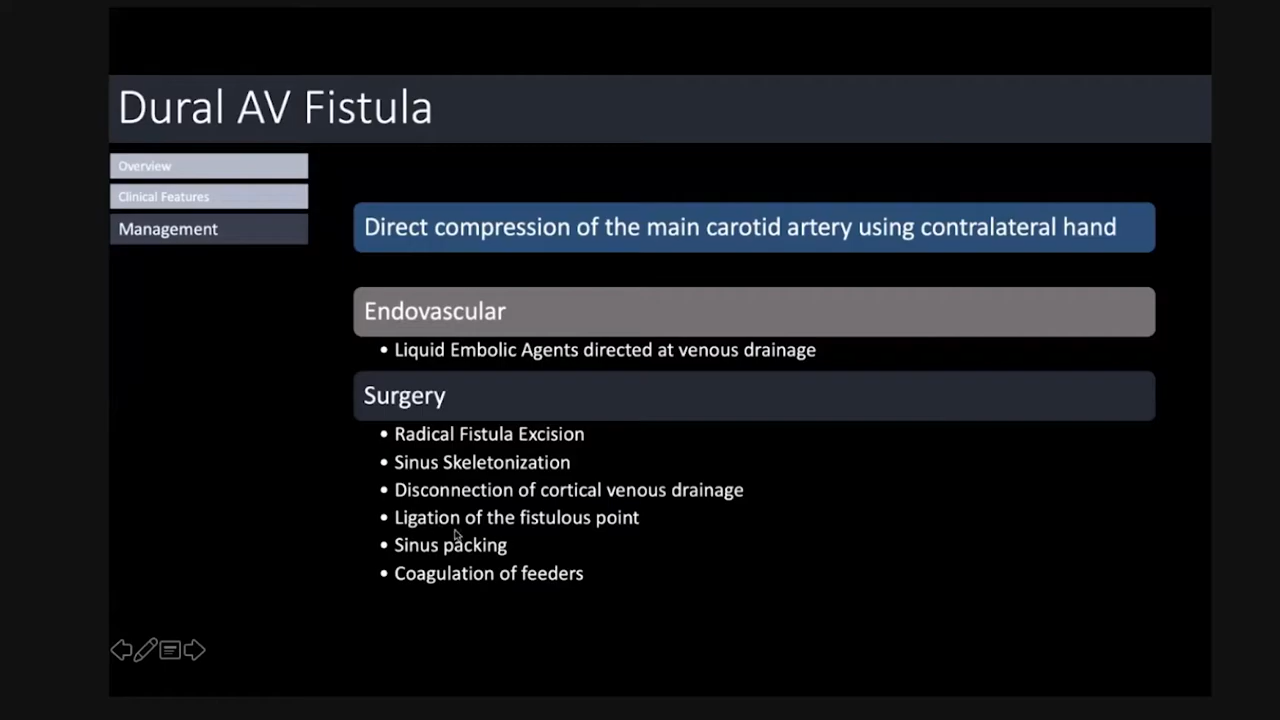 Dural AV Fistula
Overview
Clinical Features
Management
Direct compression of the main carotid artery using contralateral hand
Endovascular
• Liquid Embolic Agents directed at venous drainage
Surgery
• Radical Fistula Excision
• Sinus Skeletonization
• Disconnection of cortical venous drainage
• Ligation of the fistulous point
• Sinus packing
• Coagulation of feeders